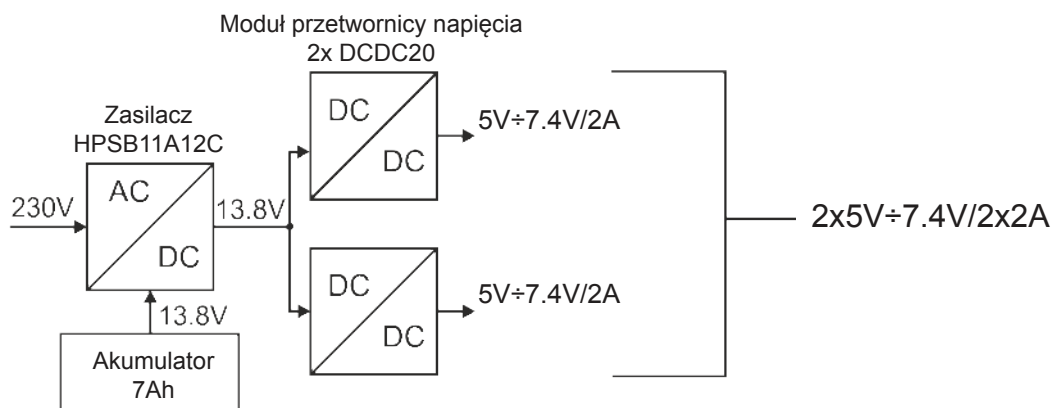 Moduł przetwornicy napięcia
2x DCDC20
Zasilacz
HPSB11A12C
230V
AC
DC
13.8V
13.8V
Akumulator
7Ah
DC
DC
5V÷7.4V/2A
DC
DC
5V÷7.4V/2A
2x5V÷7.4V/2x2A